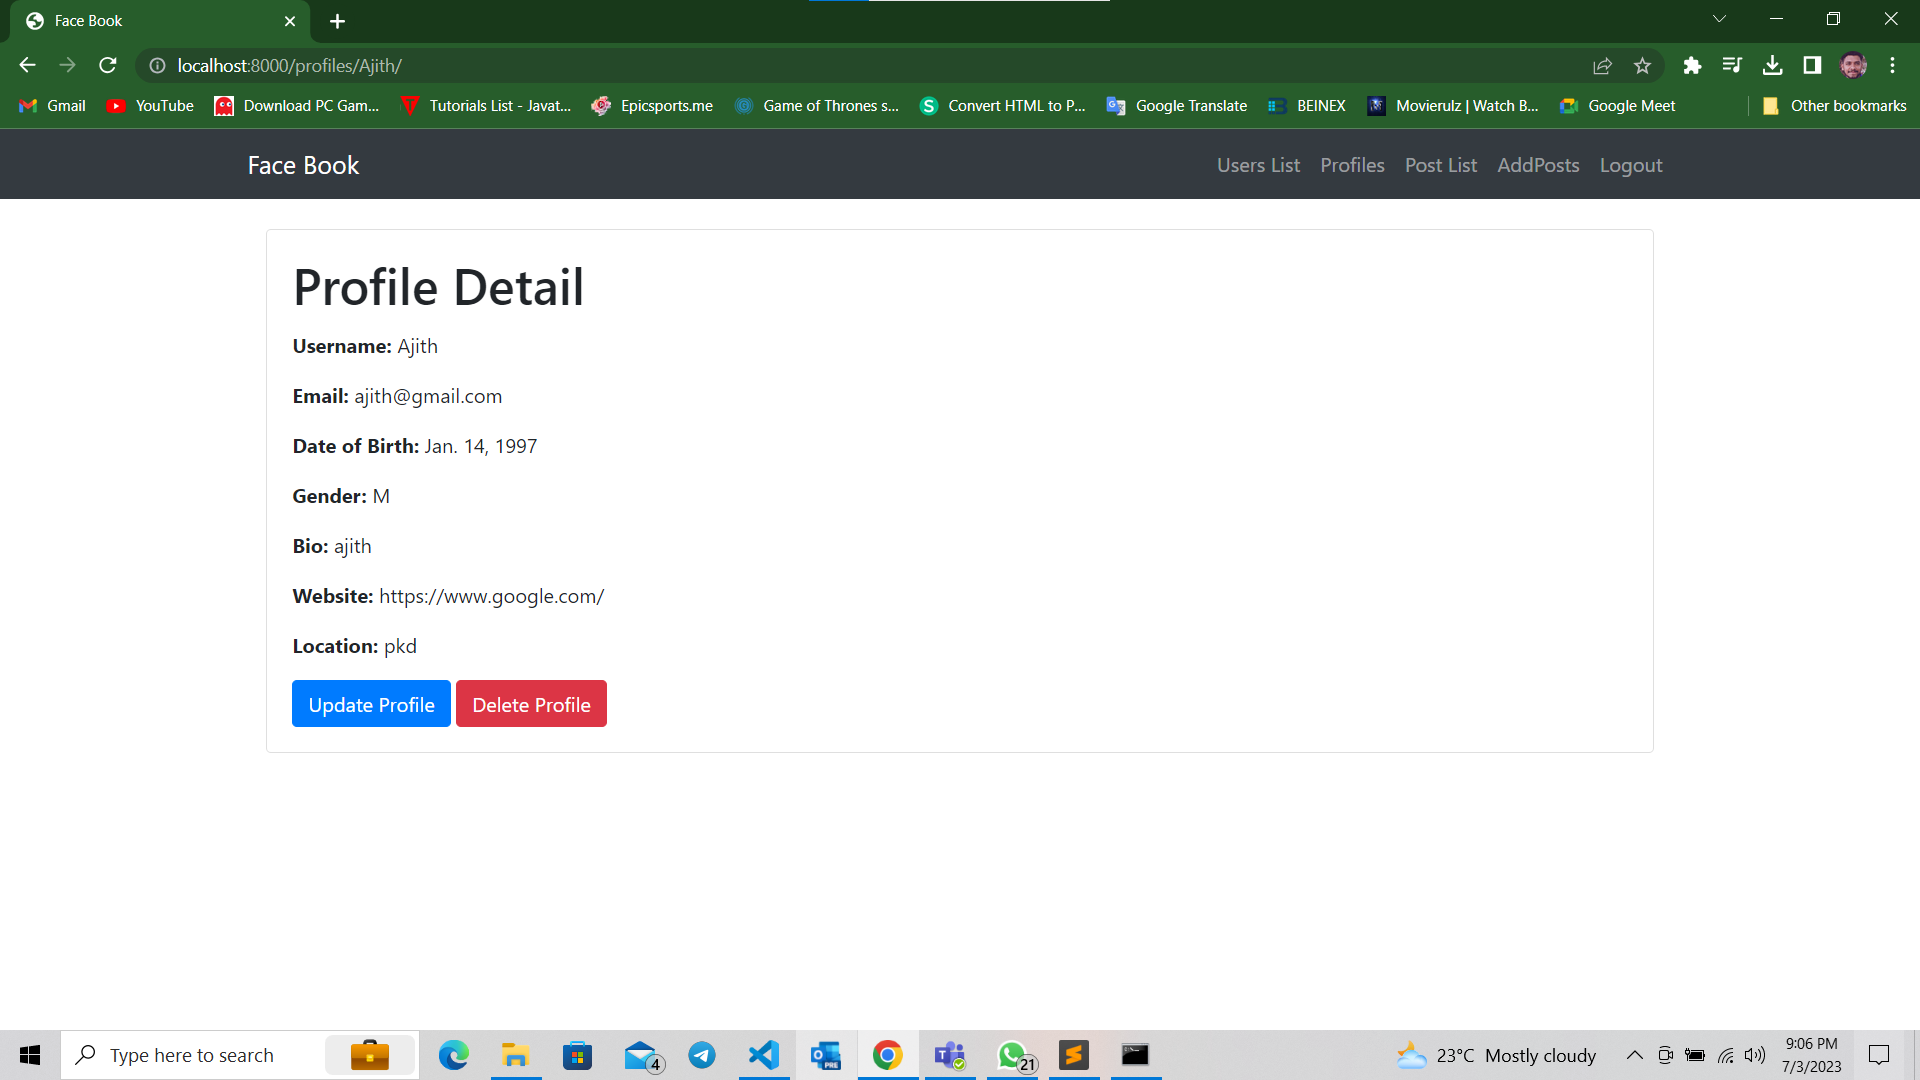 Face Book
localhost:8000/profiles/Ajith/
Gmail YouTube Download PC Gam... Tutorials List - Javat... Epicsports.me Game of Thrones s... Convert HTML to P... Google Translate BEINEX Movierulz | Watch B... Google Meet Other bookmarks
Face Book Users List Profiles Post List AddPosts Logout
Profile Detail
Username: Ajith
Email: ajith@gmail.com
Date of Birth: Jan. 14, 1997
Gender: M
Bio: ajith
Website: https://www.google.com/
Location: pkd
Update Profile Delete Profile
Type here to search 4 PRE 21 23°C Mostly cloudy 9:06 PM
7/3/2023